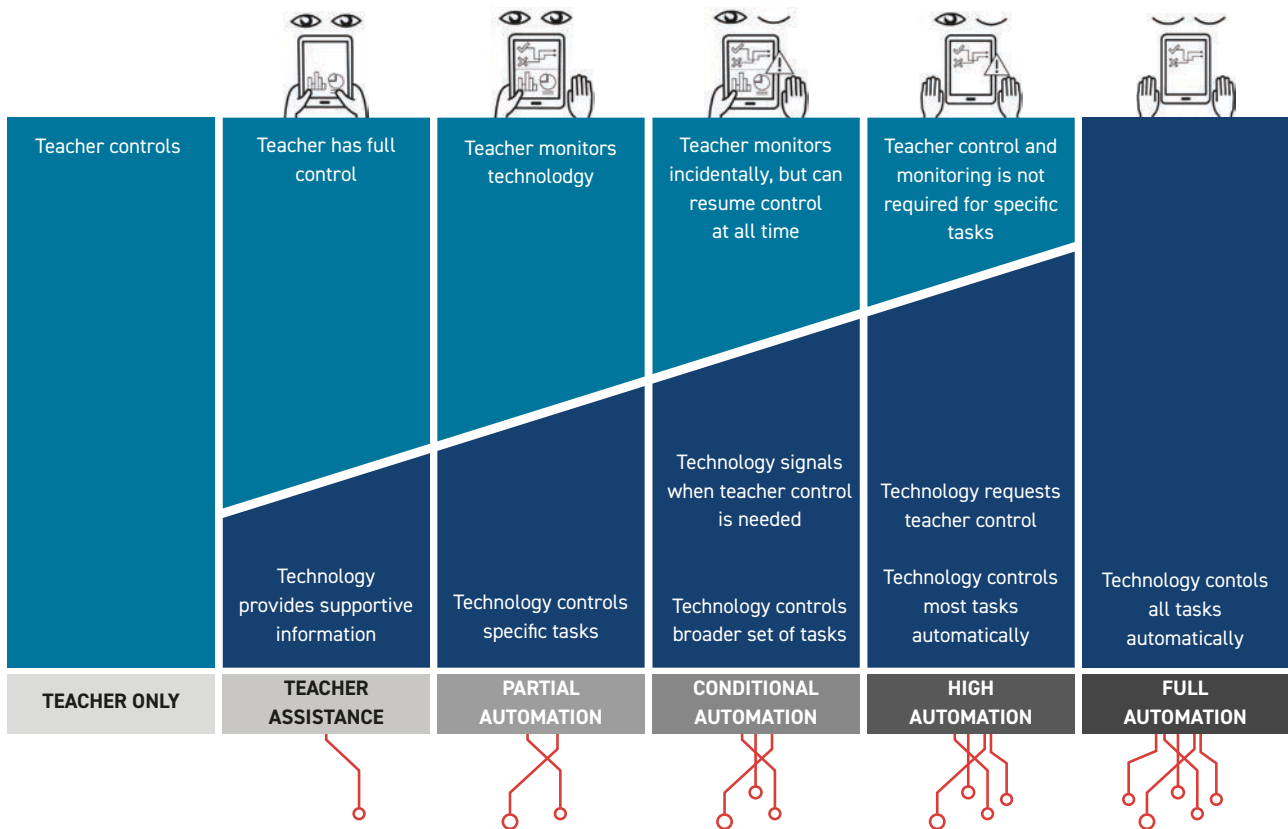 Teacher controls
Teacher has full
control
Teacher monitors
technolodgy
Teacher monitors
incidentally, but can
resume control
at all time
Teacher control and
monitoring is not
required for specific
tasks
Technology
provides supportive
information
Technology controls
specific tasks
Technology signals
when teacher control
is needed
Technology controls
broader set of tasks
Technology requests
teacher control
Technology controls
most tasks
automatically
Technology contols
all tasks
automatically
TEACHER ONLY
TEACHER
ASSISTANCE
PARTIAL
AUTOMATION
CONDITIONAL
AUTOMATION
HIGH
AUTOMATION
FULL
AUTOMATION